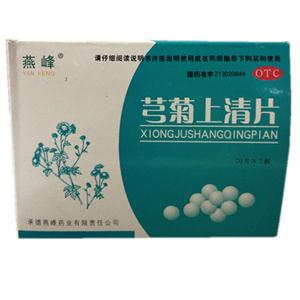 燕峰®
YAN FENG
请仔细阅读说明书并按说明使用或在药师指导下购买和使用
国药准字Z13020844
OTC
芎菊上清片
XIONGJUSHANGQINGPIAN
20片×2板
承德燕峰药业有限责任公司